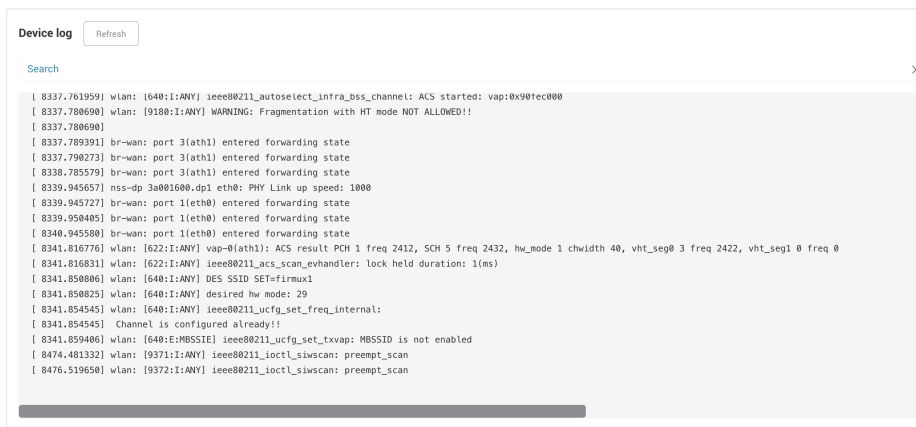 Device log
Refresh
Search
[ 8337.761959] wlan: [640:I:ANY] ieee80211_autoselect_infra_bss_channel: ACS started: vap:0x90fec000
[ 8337.780690] wlan: [9180:I:ANY] WARNING: Fragmentation with HT mode NOT ALLOWED!!
[ 8337.780690]
[ 8337.789391] br-wan: port 3(ath1) entered forwarding state
[ 8337.790273] br-wan: port 3(ath1) entered forwarding state
[ 8338.785579] br-wan: port 3(ath1) entered forwarding state
[ 8339.945657] nss-dp 3a001600.dp1 eth0: PHY Link up speed: 1000
[ 8339.945727] br-wan: port 1(eth0) entered forwarding state
[ 8339.950405] br-wan: port 1(eth0) entered forwarding state
[ 8340.945580] br-wan: port 1(eth0) entered forwarding state
[ 8341.816776] wlan: [622:I:ANY] vap-0(ath1): ACS result PCH 1 freq 2412, SCH 5 freq 2432, hw_mode 1 chwidth 40, vht_seg0 3 freq 2422, vht_seg1 0 freq 0
[ 8341.816831] wlan: [622:I:ANY] ieee80211_acs_scan_evhandler: lock held duration: 1(ms)
[ 8341.850806] wlan: [640:I:ANY] DES SSID SET=firmux1
[ 8341.850825] wlan: [640:I:ANY] desired hw mode: 29
[ 8341.854545] wlan: [640:I:ANY] ieee80211_ucfg_set_freq_internal:
[ 8341.854545]  Channel is configured already!!
[ 8341.859406] wlan: [640:E:MBSSIE] ieee80211_ucfg_set_txvap: MBSSID is not enabled
[ 8474.481332] wlan: [9371:I:ANY] ieee80211_ioctl_siwscan: preempt_scan
[ 8476.519650] wlan: [9372:I:ANY] ieee80211_ioctl_siwscan: preempt_scan